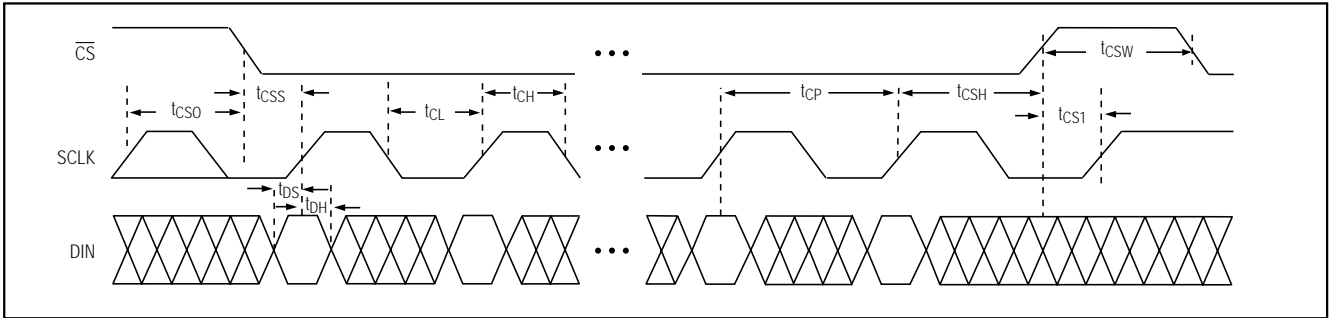 CS
tCSW
tCSO tCSS tCL tCH tCP tCSH
tCS1
SCLK
tDS
tDH
DIN